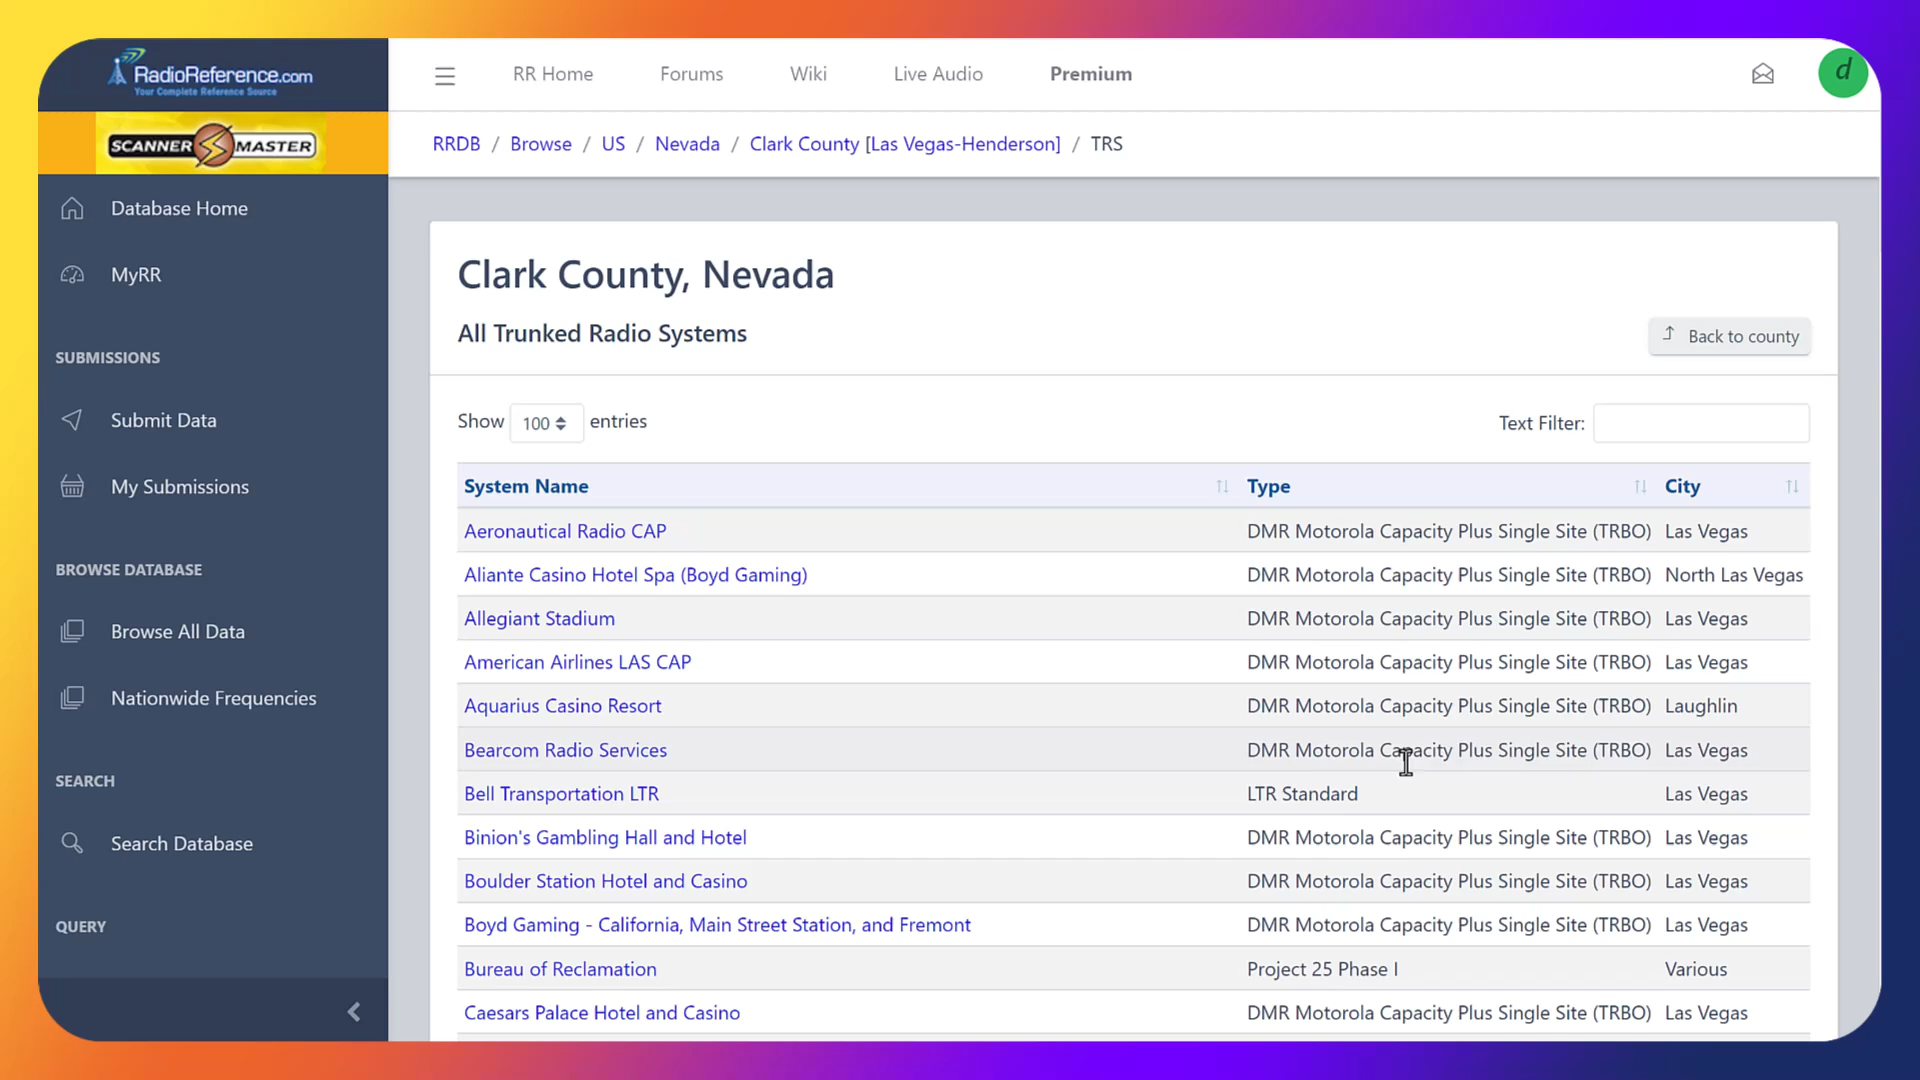 RadioReference.com
Your Complete Reference Source
SCANNER MASTER
RR Home Forums Wiki Live Audio Premium
d
RRDB / Browse / US / Nevada / Clark County [Las Vegas-Henderson] / TRS
Database Home
MyRR
SUBMISSIONS
Submit Data
My Submissions
BROWSE DATABASE
Browse All Data
Nationwide Frequencies
SEARCH
Search Database
QUERY
Clark County, Nevada
All Trunked Radio Systems
Back to county
Show 100 entries
Text Filter:
System Name Type City
Aeronautical Radio CAP DMR Motorola Capacity Plus Single Site (TRBO) Las Vegas
Aliante Casino Hotel Spa (Boyd Gaming) DMR Motorola Capacity Plus Single Site (TRBO) North Las Vegas
Allegiant Stadium DMR Motorola Capacity Plus Single Site (TRBO) Las Vegas
American Airlines LAS CAP DMR Motorola Capacity Plus Single Site (TRBO) Las Vegas
Aquarius Casino Resort DMR Motorola Capacity Plus Single Site (TRBO) Laughlin
Bearcom Radio Services DMR Motorola Capacity Plus Single Site (TRBO) Las Vegas
Bell Transportation LTR LTR Standard Las Vegas
Binion's Gambling Hall and Hotel DMR Motorola Capacity Plus Single Site (TRBO) Las Vegas
Boulder Station Hotel and Casino DMR Motorola Capacity Plus Single Site (TRBO) Las Vegas
Boyd Gaming - California, Main Street Station, and Fremont DMR Motorola Capacity Plus Single Site (TRBO) Las Vegas
Bureau of Reclamation Project 25 Phase I Various
Caesars Palace Hotel and Casino DMR Motorola Capacity Plus Single Site (TRBO) Las Vegas